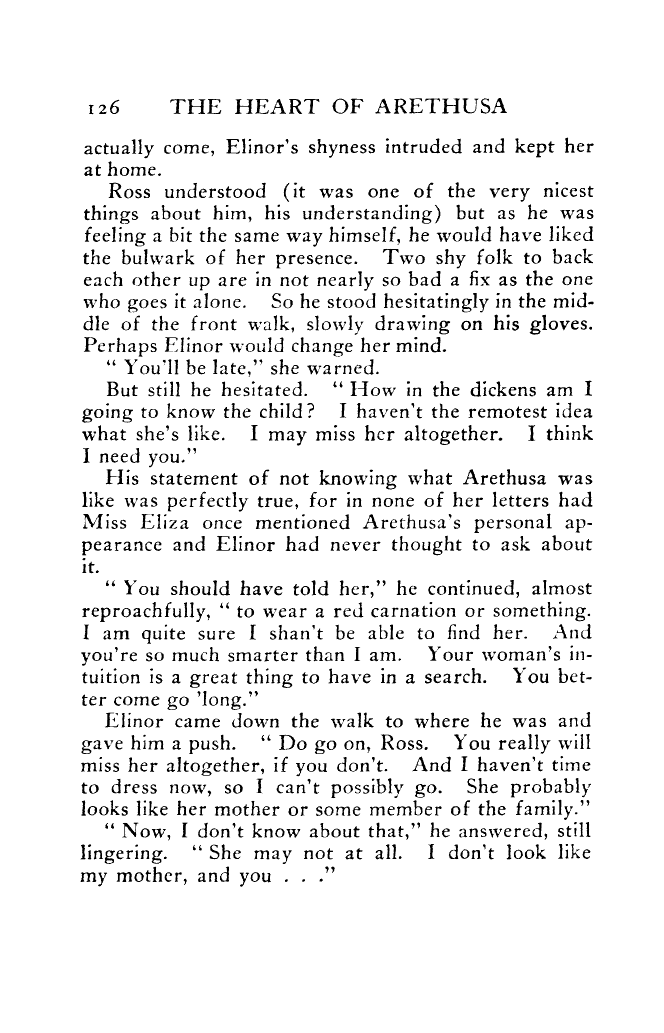 126 THE HEART OF ARETHUSA
actually come, Elinor's shyness intruded and kept her
at home.
Ross understood (it was one of the very nicest
things about him, his understanding) but as he was
feeling a bit the same way himself, he would have liked
the bulwark of her presence. Two shy folk to back
each other up are in not nearly so bad a fix as the one
who goes it alone. So he stood hesitatingly in the mid-
dle of the front walk, slowly drawing on his gloves.
Perhaps Elinor would change her mind.
" You'll be late," she warned.
But still he hesitated. " How in the dickens am I
going to know the child? I haven't the remotest idea
what she's like. I may miss her altogether. I think
I need you."
His statement of not knowing what Arethusa was
like was perfectly true, for in none of her letters had
Miss Eliza once mentioned Arethusa's personal ap-
pearance and Elinor had never thought to ask about
it.
" You should have told her," he continued, almost
reproachfully, " to wear a red carnation or something.
I am quite sure I shan't be able to find her. And
you're so much smarter than I am. Your woman's in-
tuition is a great thing to have in a search. You bet-
ter come go 'long."
Elinor came down the walk to where he was and
gave him a push. " Do go on, Ross. You really will
miss her altogether, if you don't. And I haven't time
to dress now, so I can't possibly go. She probably
looks like her mother or some member of the family."
" Now, I don't know about that," he answered, still
lingering. " She may not at all. I don't look like
my mother, and you . . ."